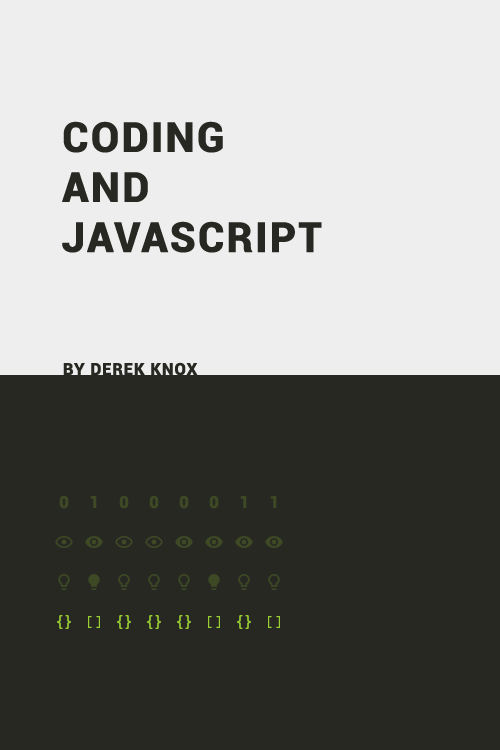 CODING
AND
JAVASCRIPT
BY DEREK KNOX
0 1 0 0 0 0 1 1
{} [] {} {} {} [] {} []